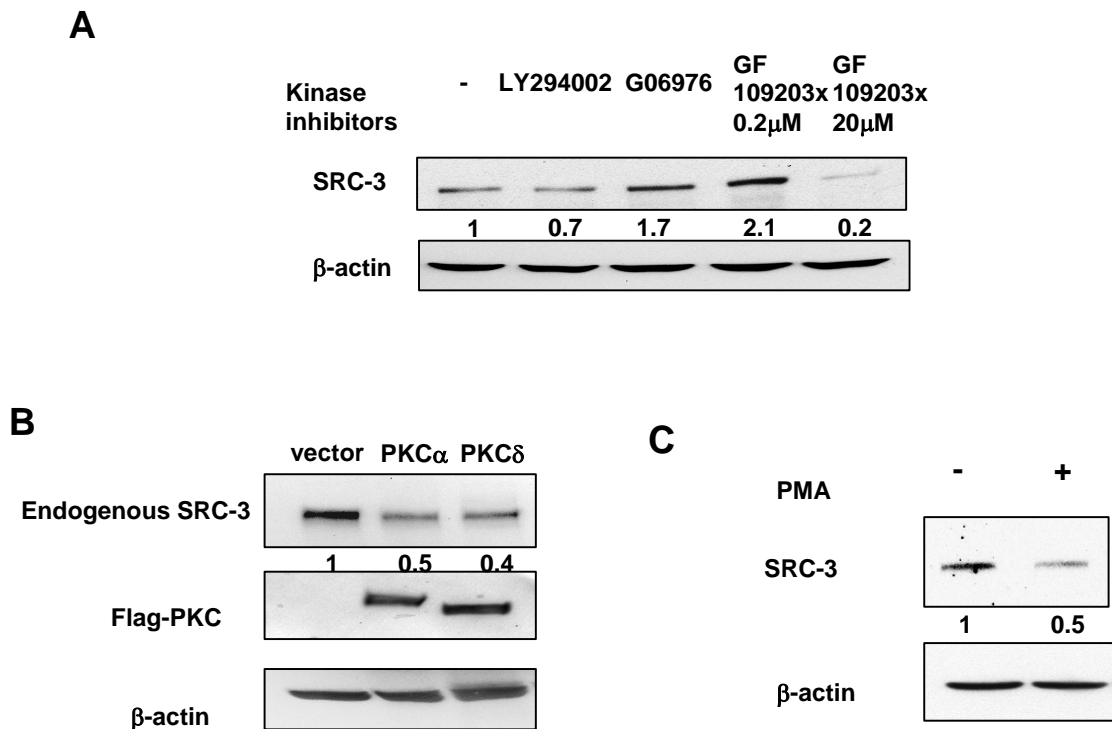 A
Kinase inhibitors
-
LY294002
G06976
GF 109203x 0.2μM
GF 109203x 20μM
SRC-3
1 0.7 1.7 2.1 0.2
β-actin
B
vector PKCα PKCδ
Endogenous SRC-3
1 0.5 0.4
Flag-PKC
β-actin
C
PMA - +
SRC-3
1 0.5
β-actin